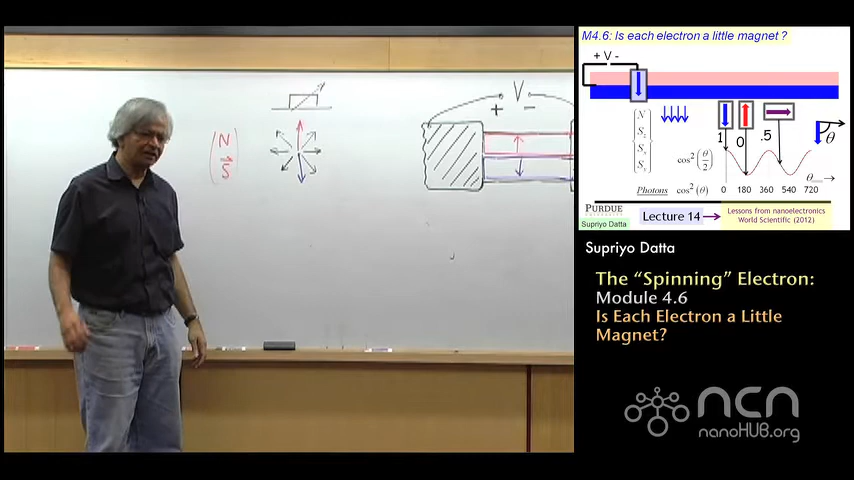 V
+ −
N
S
M4.6: Is each electron a little magnet ?
+ V -
N
S z
S x
S y
1
0
.5
θ
cos² (θ/2)
θ →
Photons cos² (θ)
0 180 360 540 720
PURDUE
UNIVERSITY
Supriyo Datta
Lecture 14
Lessons from nanoelectronics
World Scientific (2012)
Supriyo Datta
The “Spinning” Electron:
Module 4.6
Is Each Electron a Little
Magnet?
ncn
nanoHUB.org